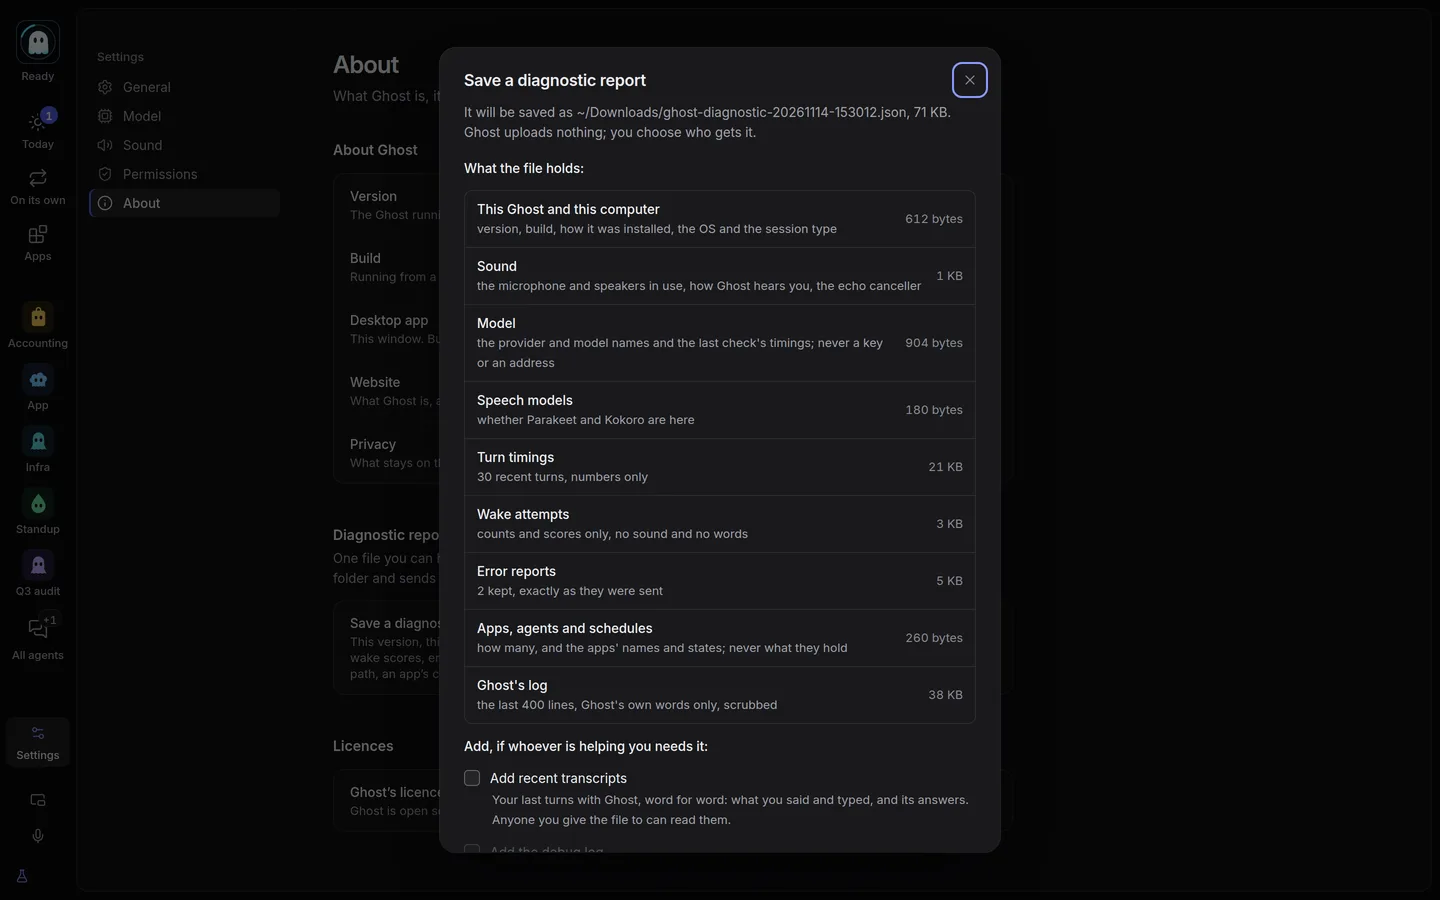 Ready
1
Today
On its own
Apps
Accounting
App
Infra
Standup
Q3 audit
+1
All agents
Settings
Settings
General
Model
Sound
Permissions
About
About
What Ghost is, it
About Ghost
Version
The Ghost runni
Build
Running from a
Desktop app
This window. Bu
Website
What Ghost is, a
Privacy
What stays on th
Diagnostic repo
One file you can h
folder and sends
Save a diagnos
This version, thi
wake scores, er
path, an app's c
Licences
Ghost's licence
Ghost is open so
Save a diagnostic report
It will be saved as ~/Downloads/ghost-diagnostic-20261114-153012.json, 71 KB.
Ghost uploads nothing; you choose who gets it.
What the file holds:
This Ghost and this computer
version, build, how it was installed, the OS and the session type
612 bytes
Sound
the microphone and speakers in use, how Ghost hears you, the echo canceller
1 KB
Model
the provider and model names and the last check's timings; never a key
or an address
904 bytes
Speech models
whether Parakeet and Kokoro are here
180 bytes
Turn timings
30 recent turns, numbers only
21 KB
Wake attempts
counts and scores only, no sound and no words
3 KB
Error reports
2 kept, exactly as they were sent
5 KB
Apps, agents and schedules
how many, and the apps' names and states; never what they hold
260 bytes
Ghost's log
the last 400 lines, Ghost's own words only, scrubbed
38 KB
Add, if whoever is helping you needs it:
Add recent transcripts
Your last turns with Ghost, word for word: what you said and typed, and its answers.
Anyone you give the file to can read them.
Add the debug log